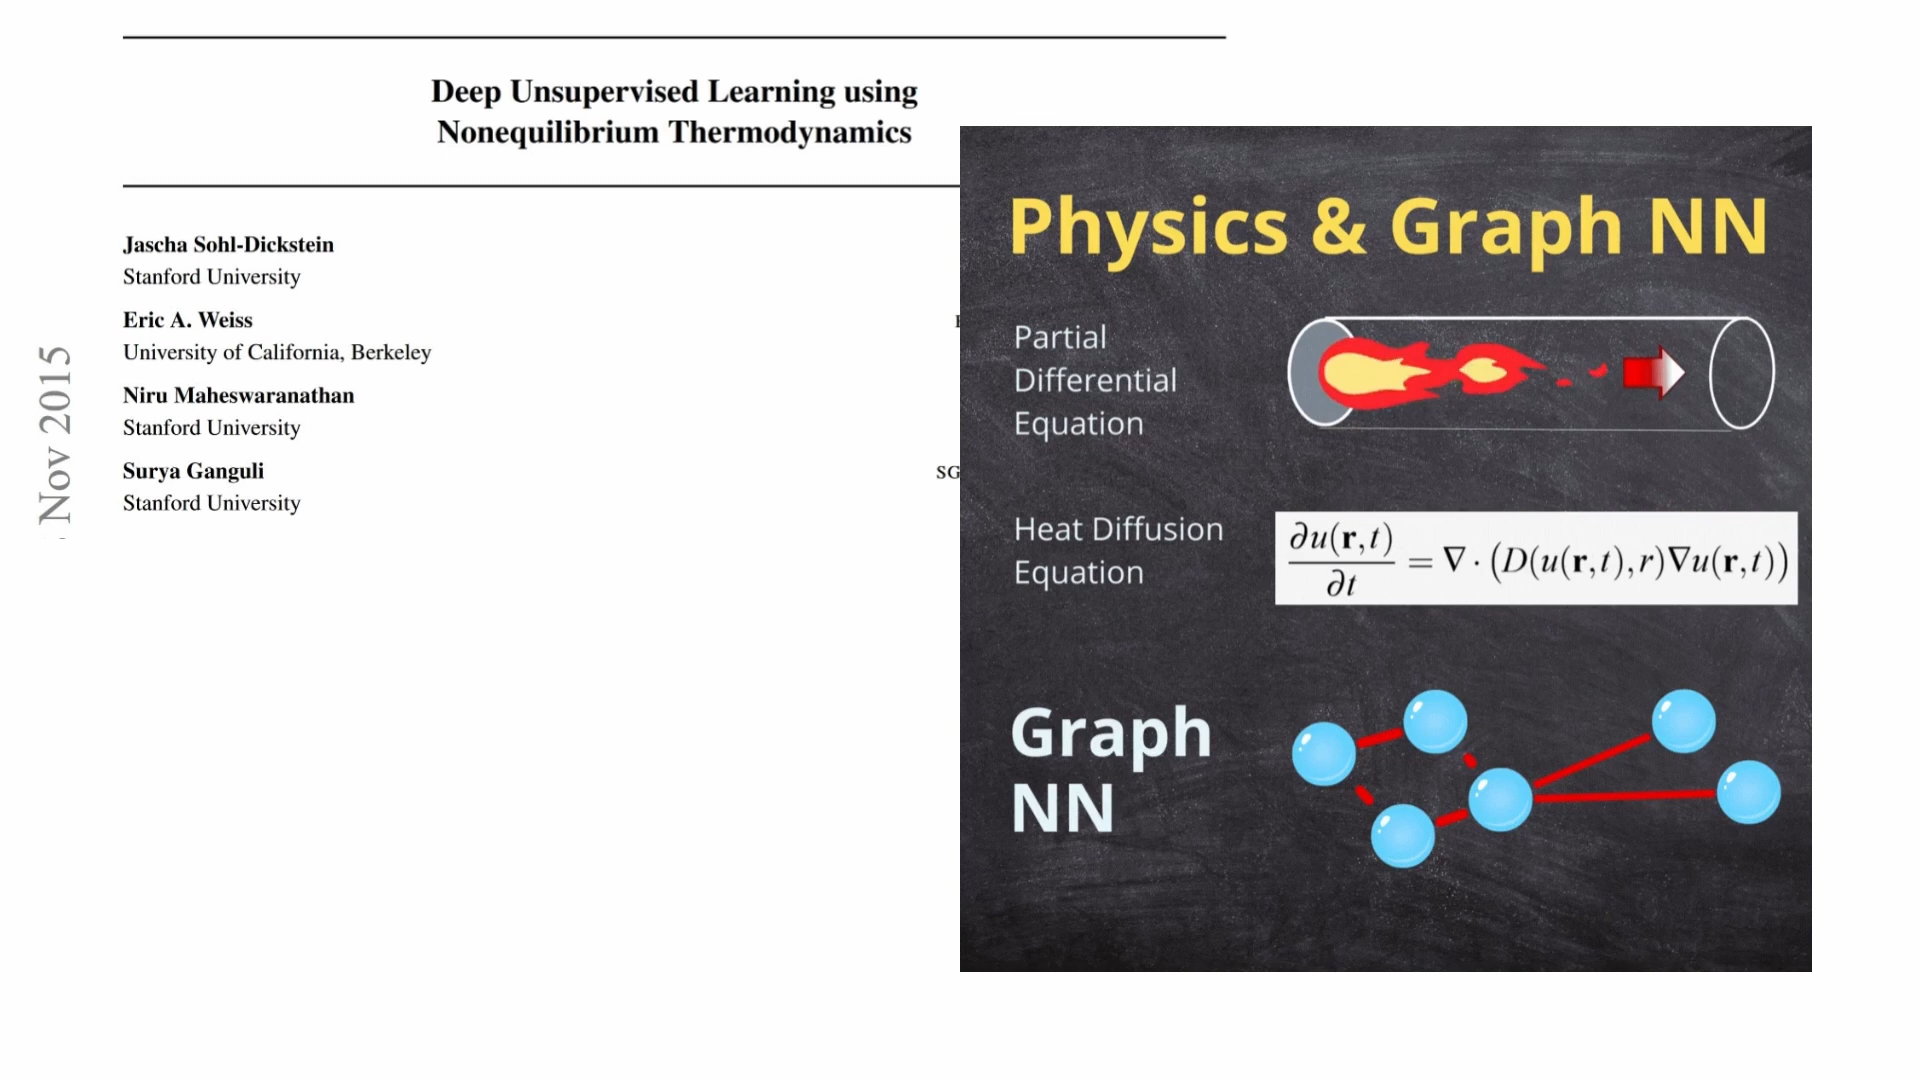 Deep Unsupervised Learning using
Nonequilibrium Thermodynamics
Jascha Sohl-Dickstein
Stanford University
Eric A. Weiss
University of California, Berkeley
Niru Maheswaranathan
Stanford University
Surya Ganguli
SG
Stanford University
Nov 2015
Physics & Graph NN
Partial
Differential
Equation
Heat Diffusion
Equation
∂u(r,t)/∂t = ∇ · (D(u(r,t),r)∇u(r,t))
Graph
NN